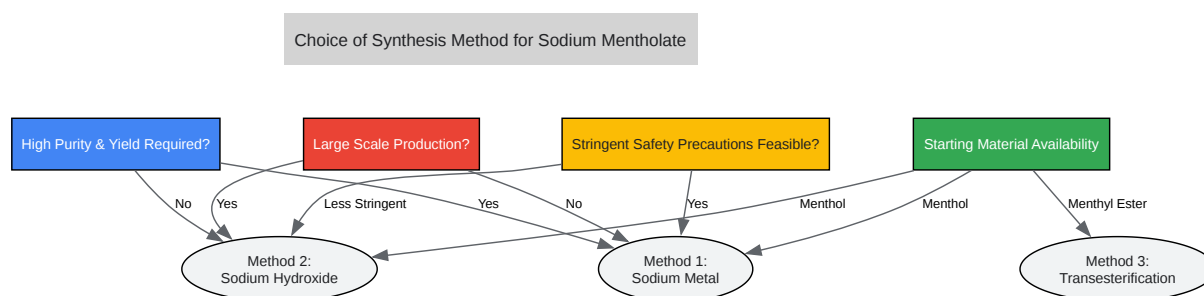 Choice of Synthesis Method for Sodium Mentholate
High Purity & Yield Required?
Large Scale Production?
Stringent Safety Precautions Feasible?
Starting Material Availability
No
Yes
Less Stringent
Yes
No
Yes
Menthol
Menthol
Menthyl Ester
Method 2:
Sodium Hydroxide
Method 1:
Sodium Metal
Method 3:
Transesterification